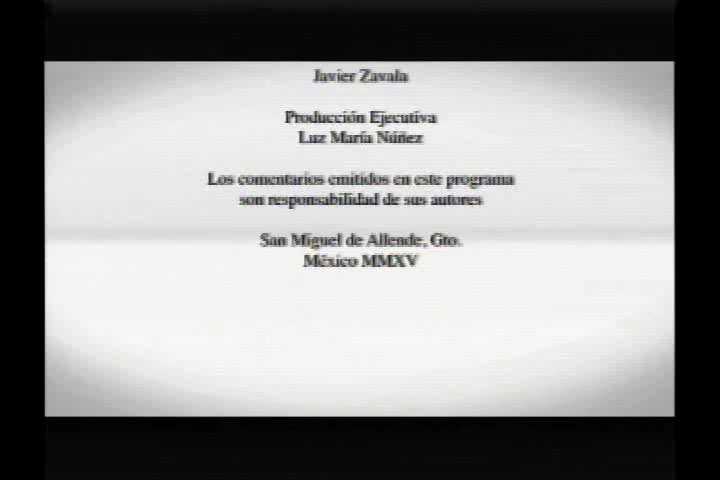 Javier Zavala
Producción Ejecutiva
Luz María Núñez
Los comentarios emitidos en este programa
son responsabilidad de sus autores
San Miguel de Allende, Gto.
México MMXV